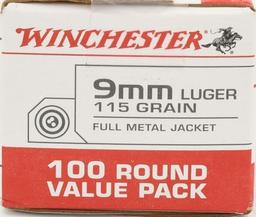 WINCHESTER
9mm LUGER
115 GRAIN
FULL METAL JACKET
100 ROUND
VALUE PACK